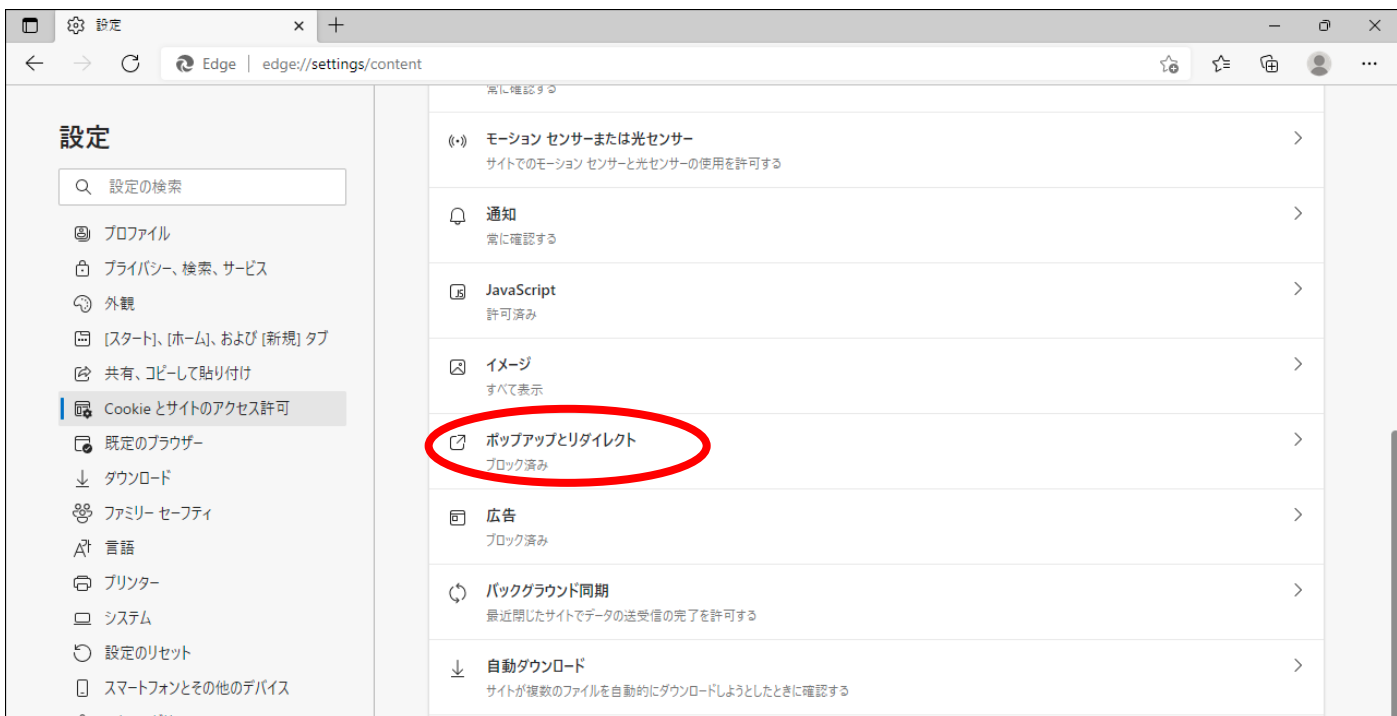 設定
Edge
edge://settings/content
設定
設定の検索
プロファイル
プライバシー、検索、サービス
外観
[スタート]、[ホーム]、および [新規] タブ
共有、コピーして貼り付け
Cookie とサイトのアクセス許可
既定のブラウザー
ダウンロード
ファミリー セーフティ
言語
プリンター
システム
設定のリセット
スマートフォンとその他のデバイス
常に確認する
モーション センサーまたは光センサー
サイトでのモーション センサーと光センサーの使用を許可する
通知
常に確認する
JavaScript
許可済み
イメージ
すべて表示
ポップアップとリダイレクト
ブロック済み
広告
ブロック済み
バックグラウンド同期
最近閉じたサイトでデータの送受信の完了を許可する
自動ダウンロード
サイトが複数のファイルを自動的にダウンロードしようとしたときに確認する